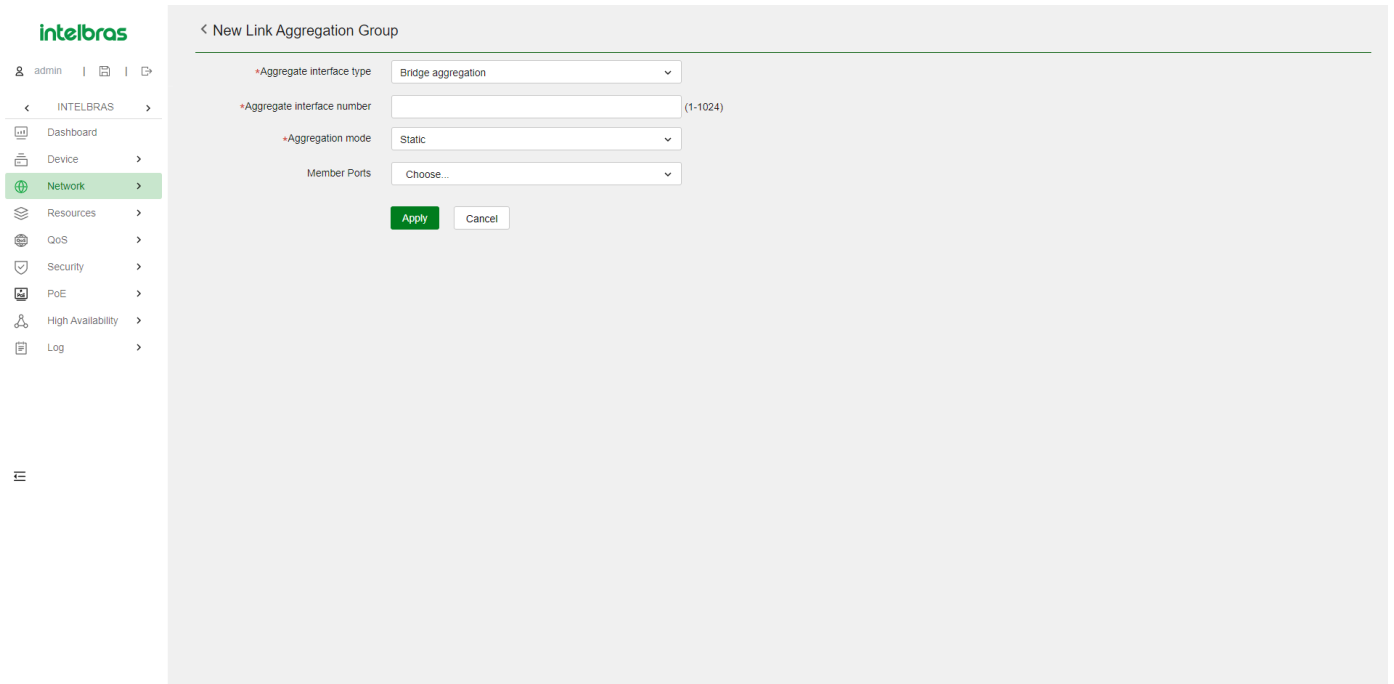 intelbras
admin | |
INTELBRAS
Dashboard
Device
Network
Resources
QoS
Security
PoE
High Availability
Log
New Link Aggregation Group
*Aggregate interface type Bridge aggregation
*Aggregate interface number (1-1024)
*Aggregation mode Static
Member Ports Choose...
Apply Cancel